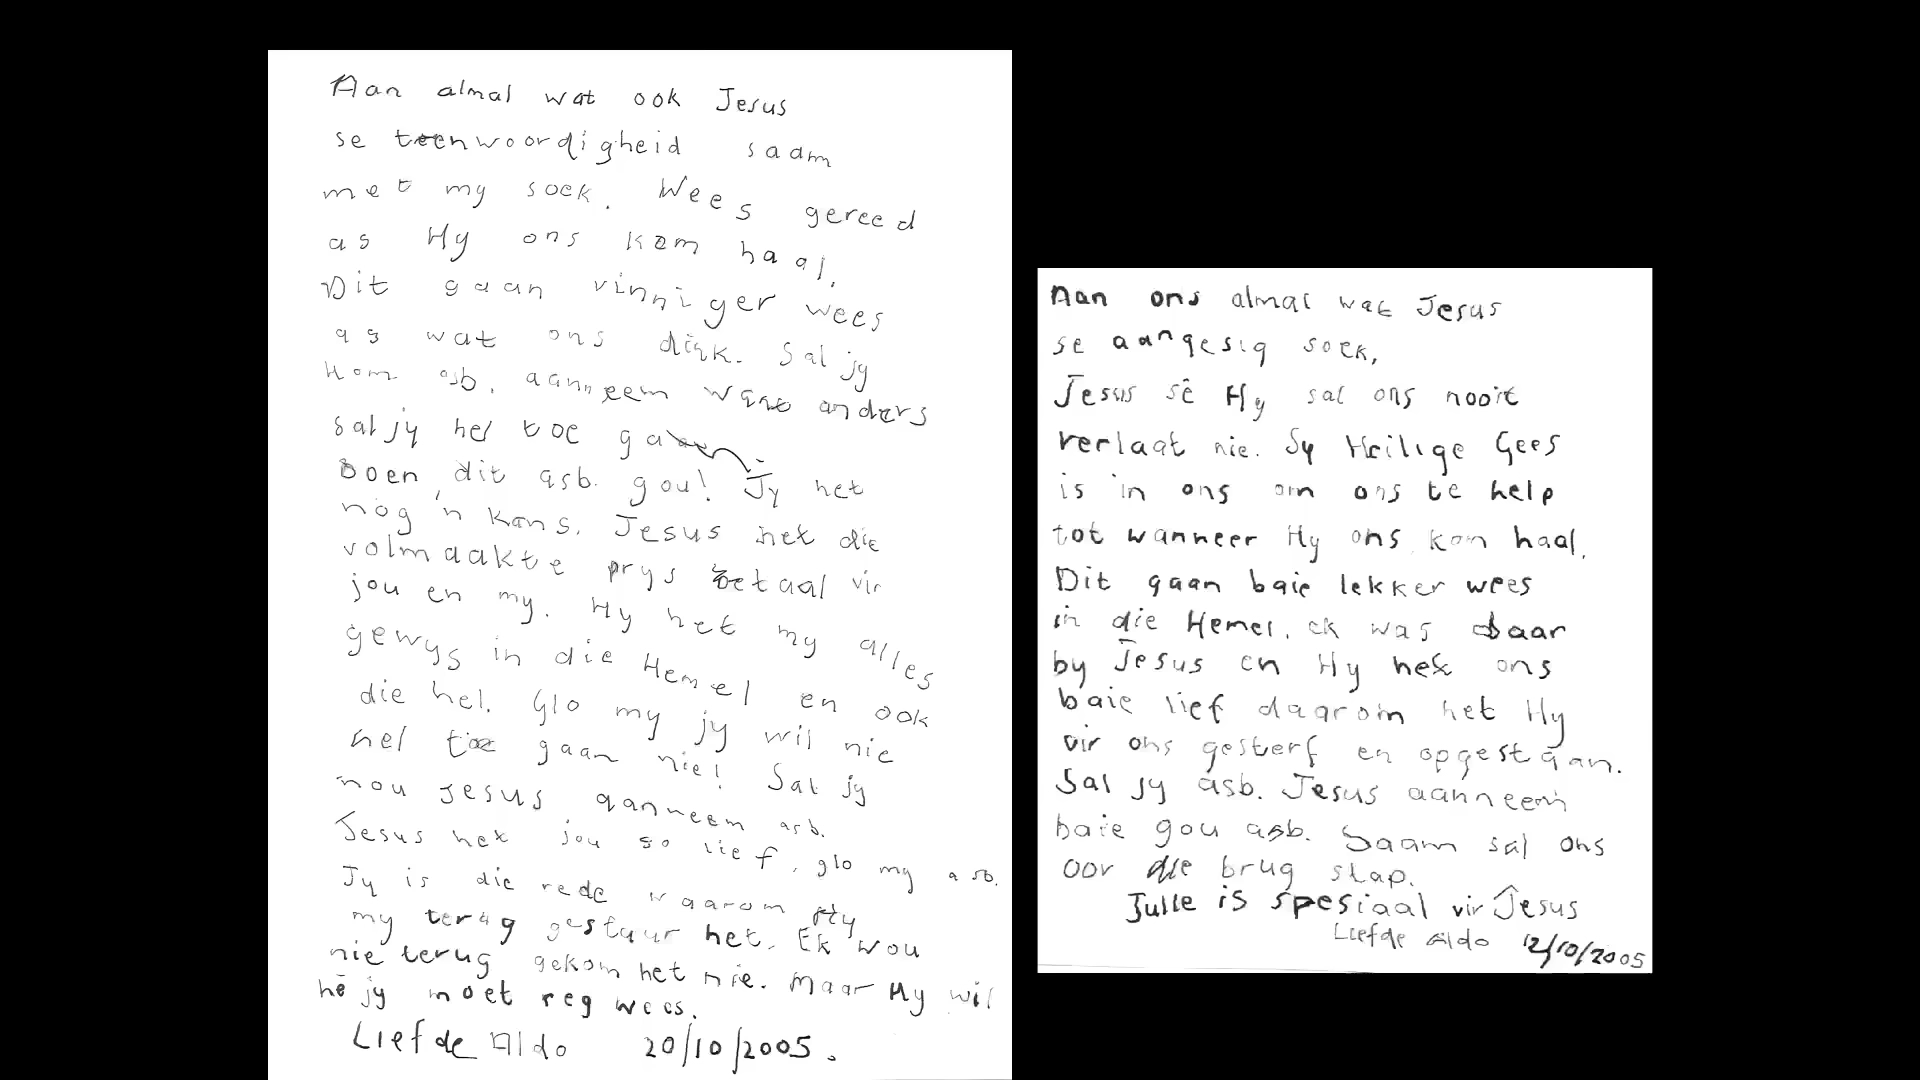 Aan almal wat ook Jesus
se teenwoordigheid saam
met my soek. Wees gereed
as Hy ons kom haal.
Dit gaan vinniger wees
as wat ons dink. Sal jy
Hom asb. aanneem want anders
sal jy hel toe gaan
Doen dit asb. gou! Jy het
nog 'n kans. Jesus het die
volmaakte prys betaal vir
jou en my. Hy het my alles
gewys in die Hemel en ook
die hel. Glo my jy wil nie
hel toe gaan nie! Sal jy
nou Jesus aanneem asb.
Jesus het jou so lief, glo my asb.
Jy is die rede waarom Hy
my terug gestuur het. Ek wou
nie terug gekom het nie. Maar Hy wil
hê jy moet reg wees.
Liefde Aldo 20/10/2005.
Aan ons almal wat Jesus
se aangesig soek,
Jesus sê Hy sal ons nooit
verlaat nie. Sy Heilige Gees
is in ons om ons te help
tot wanneer Hy ons kom haal.
Dit gaan baie lekker wees
in die Hemel. ek was daar
by Jesus en Hy het ons
baie lief daarom het Hy
vir ons gesterf en opgestaan.
Sal jy asb. Jesus aanneem
baie gou asb. Saam sal ons
oor die brug stap.
Julle is spesiaal vir Jesus
Liefde Aldo 12/10/2005